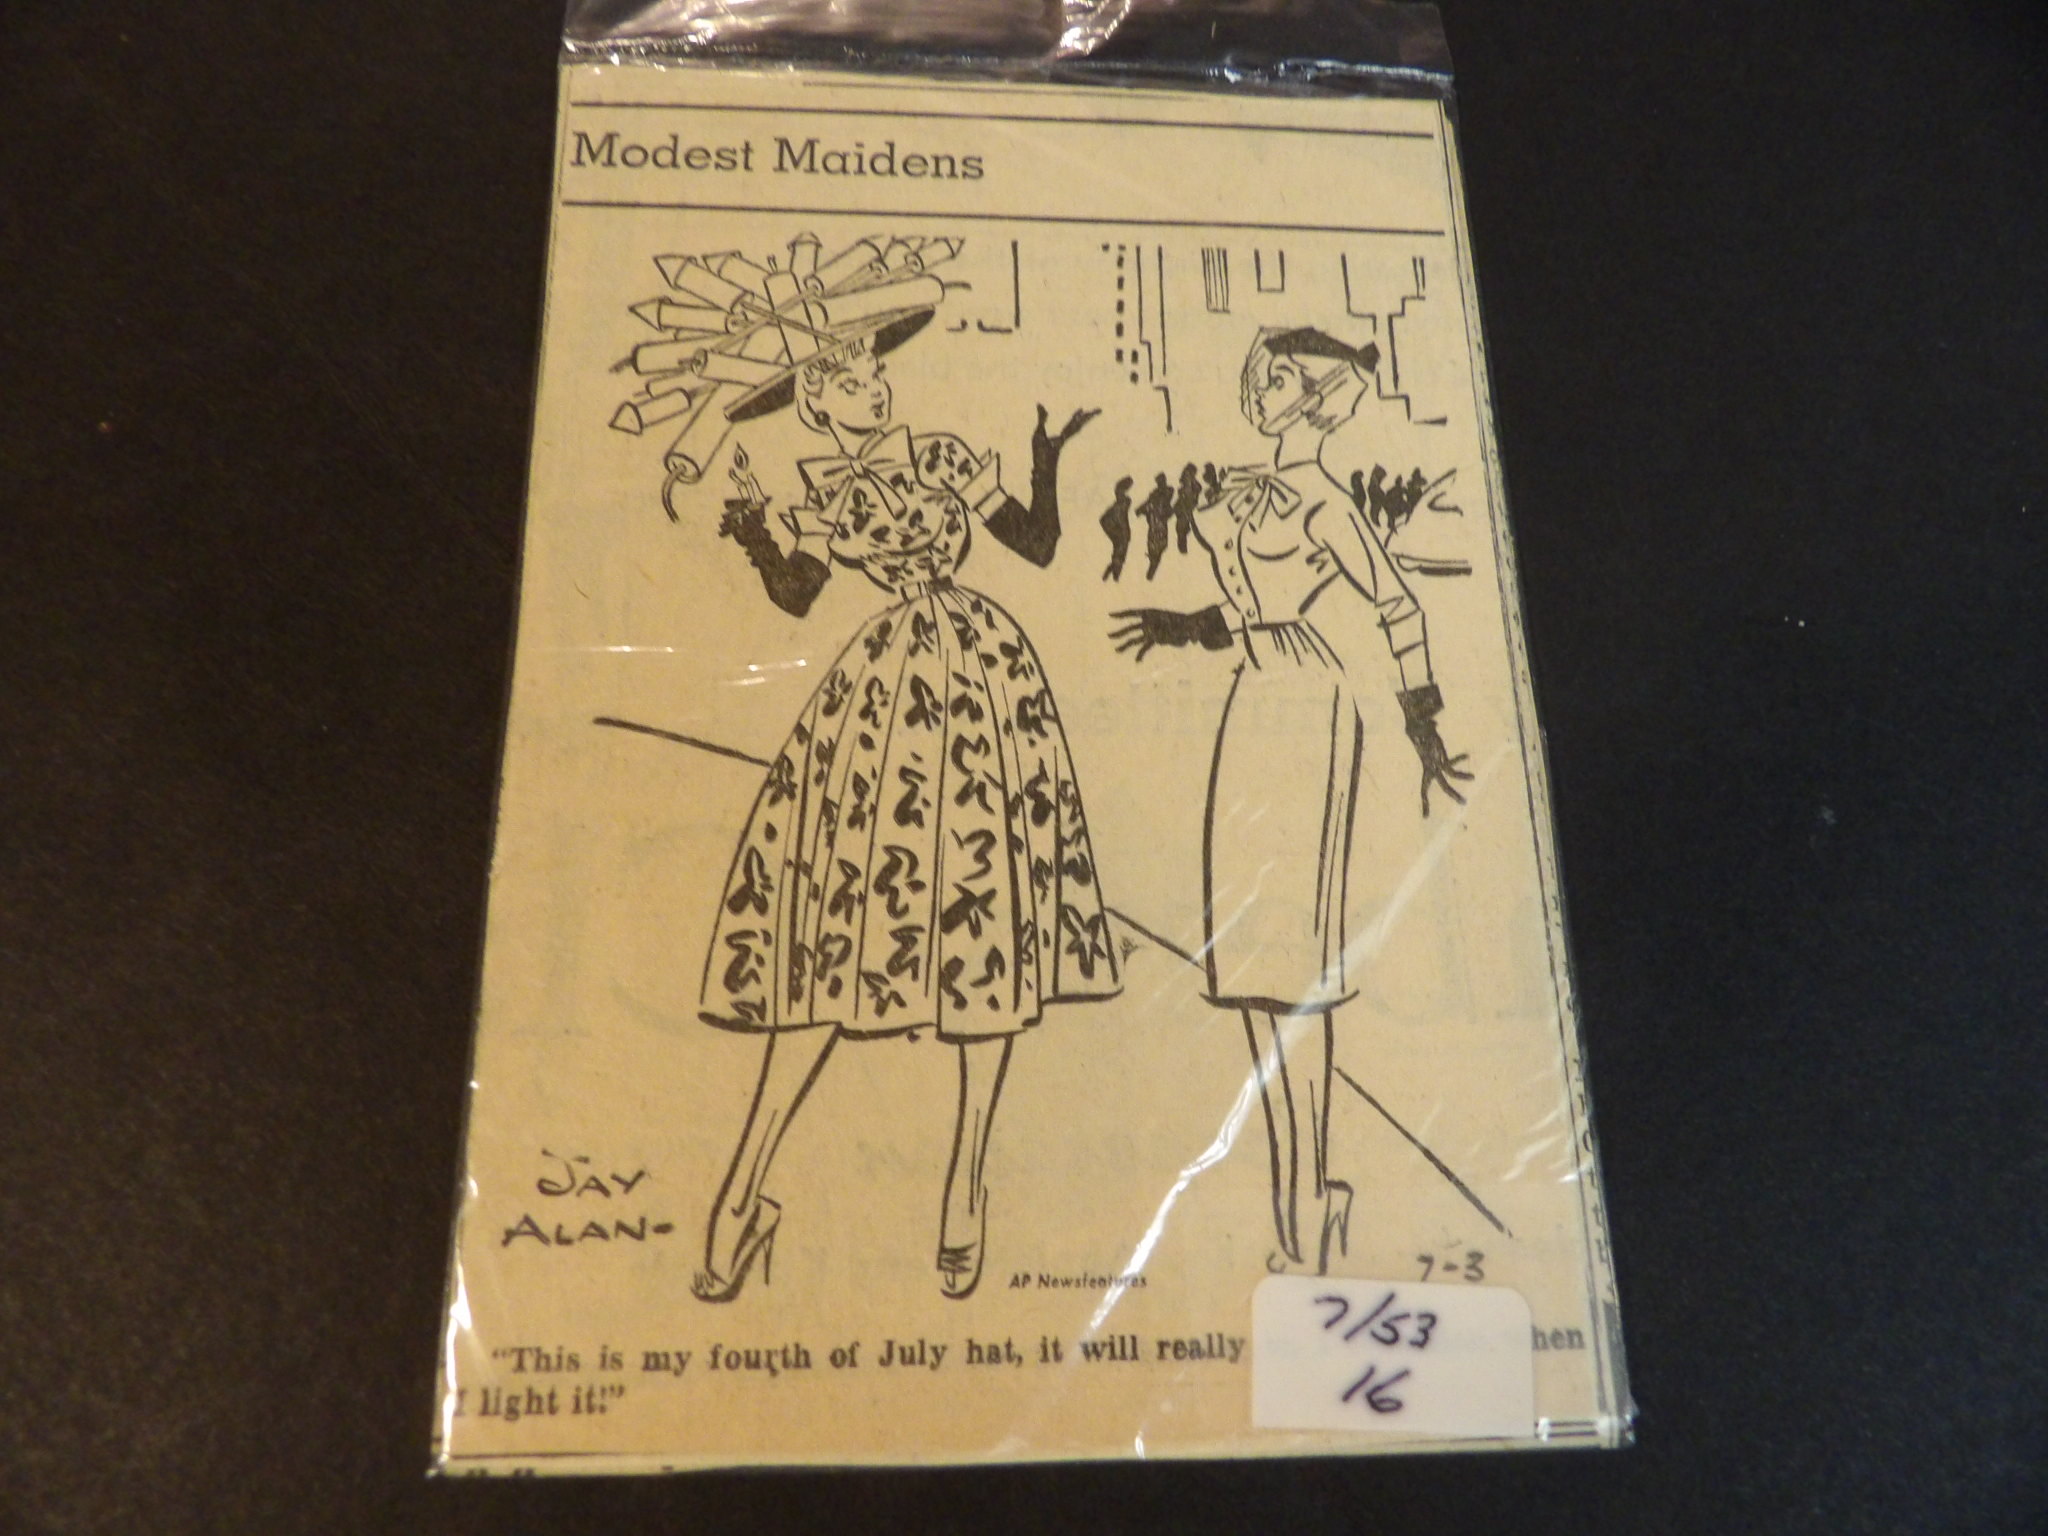 Modest Maidens
JAY
ALAN-
AP Newsfeatures
7-3
"This is my fourth of July hat, it will really
I light it!"
7/53
16